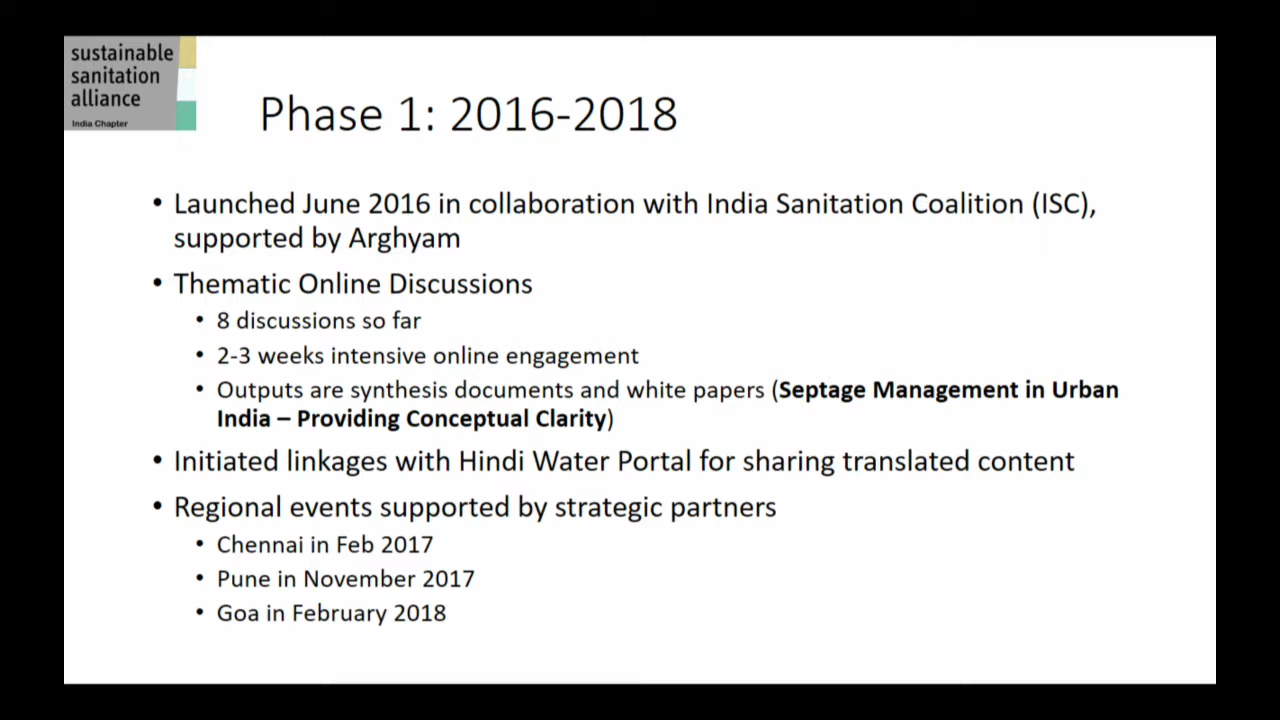 sustainable
sanitation
alliance
India Chapter
Phase 1: 2016-2018
• Launched June 2016 in collaboration with India Sanitation Coalition (ISC),
supported by Arghyam
• Thematic Online Discussions
• 8 discussions so far
• 2-3 weeks intensive online engagement
• Outputs are synthesis documents and white papers (Septage Management in Urban
India – Providing Conceptual Clarity)
• Initiated linkages with Hindi Water Portal for sharing translated content
• Regional events supported by strategic partners
• Chennai in Feb 2017
• Pune in November 2017
• Goa in February 2018